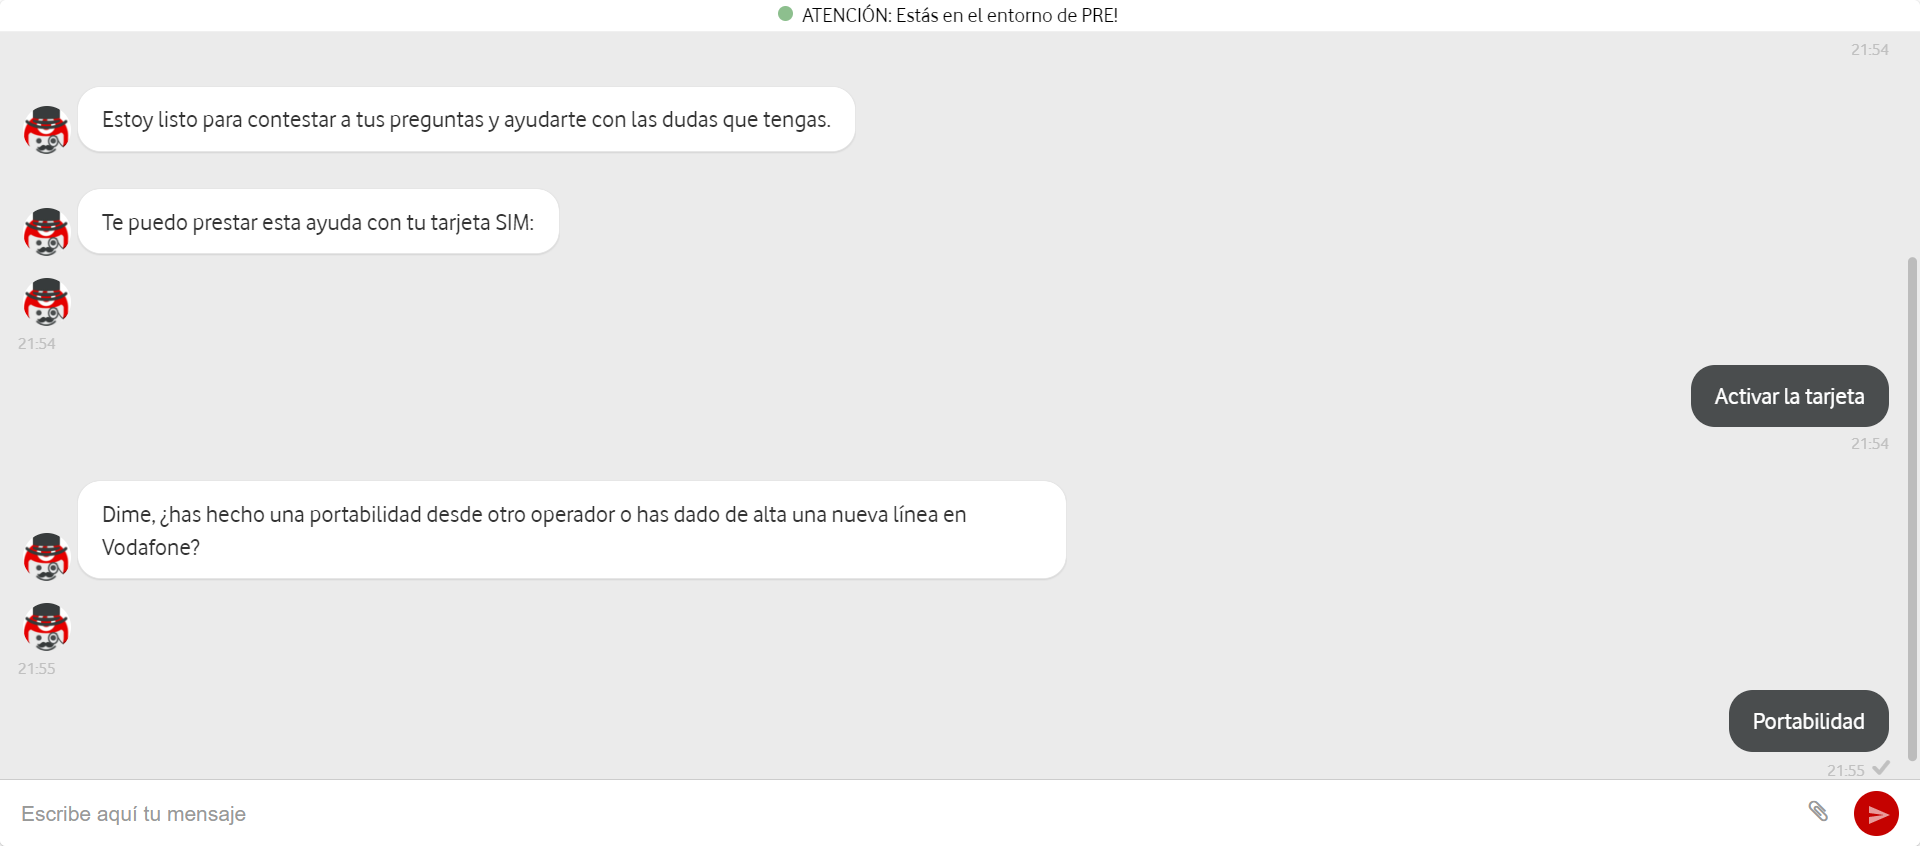 ATENCIÓN: Estás en el entorno de PRE!
21:54
Estoy listo para contestar a tus preguntas y ayudarte con las dudas que tengas.
Te puedo prestar esta ayuda con tu tarjeta SIM:
21:54
Activar la tarjeta
21:54
Dime, ¿has hecho una portabilidad desde otro operador o has dado de alta una nueva línea en
Vodafone?
21:55
Portabilidad
21:55
Escribe aquí tu mensaje